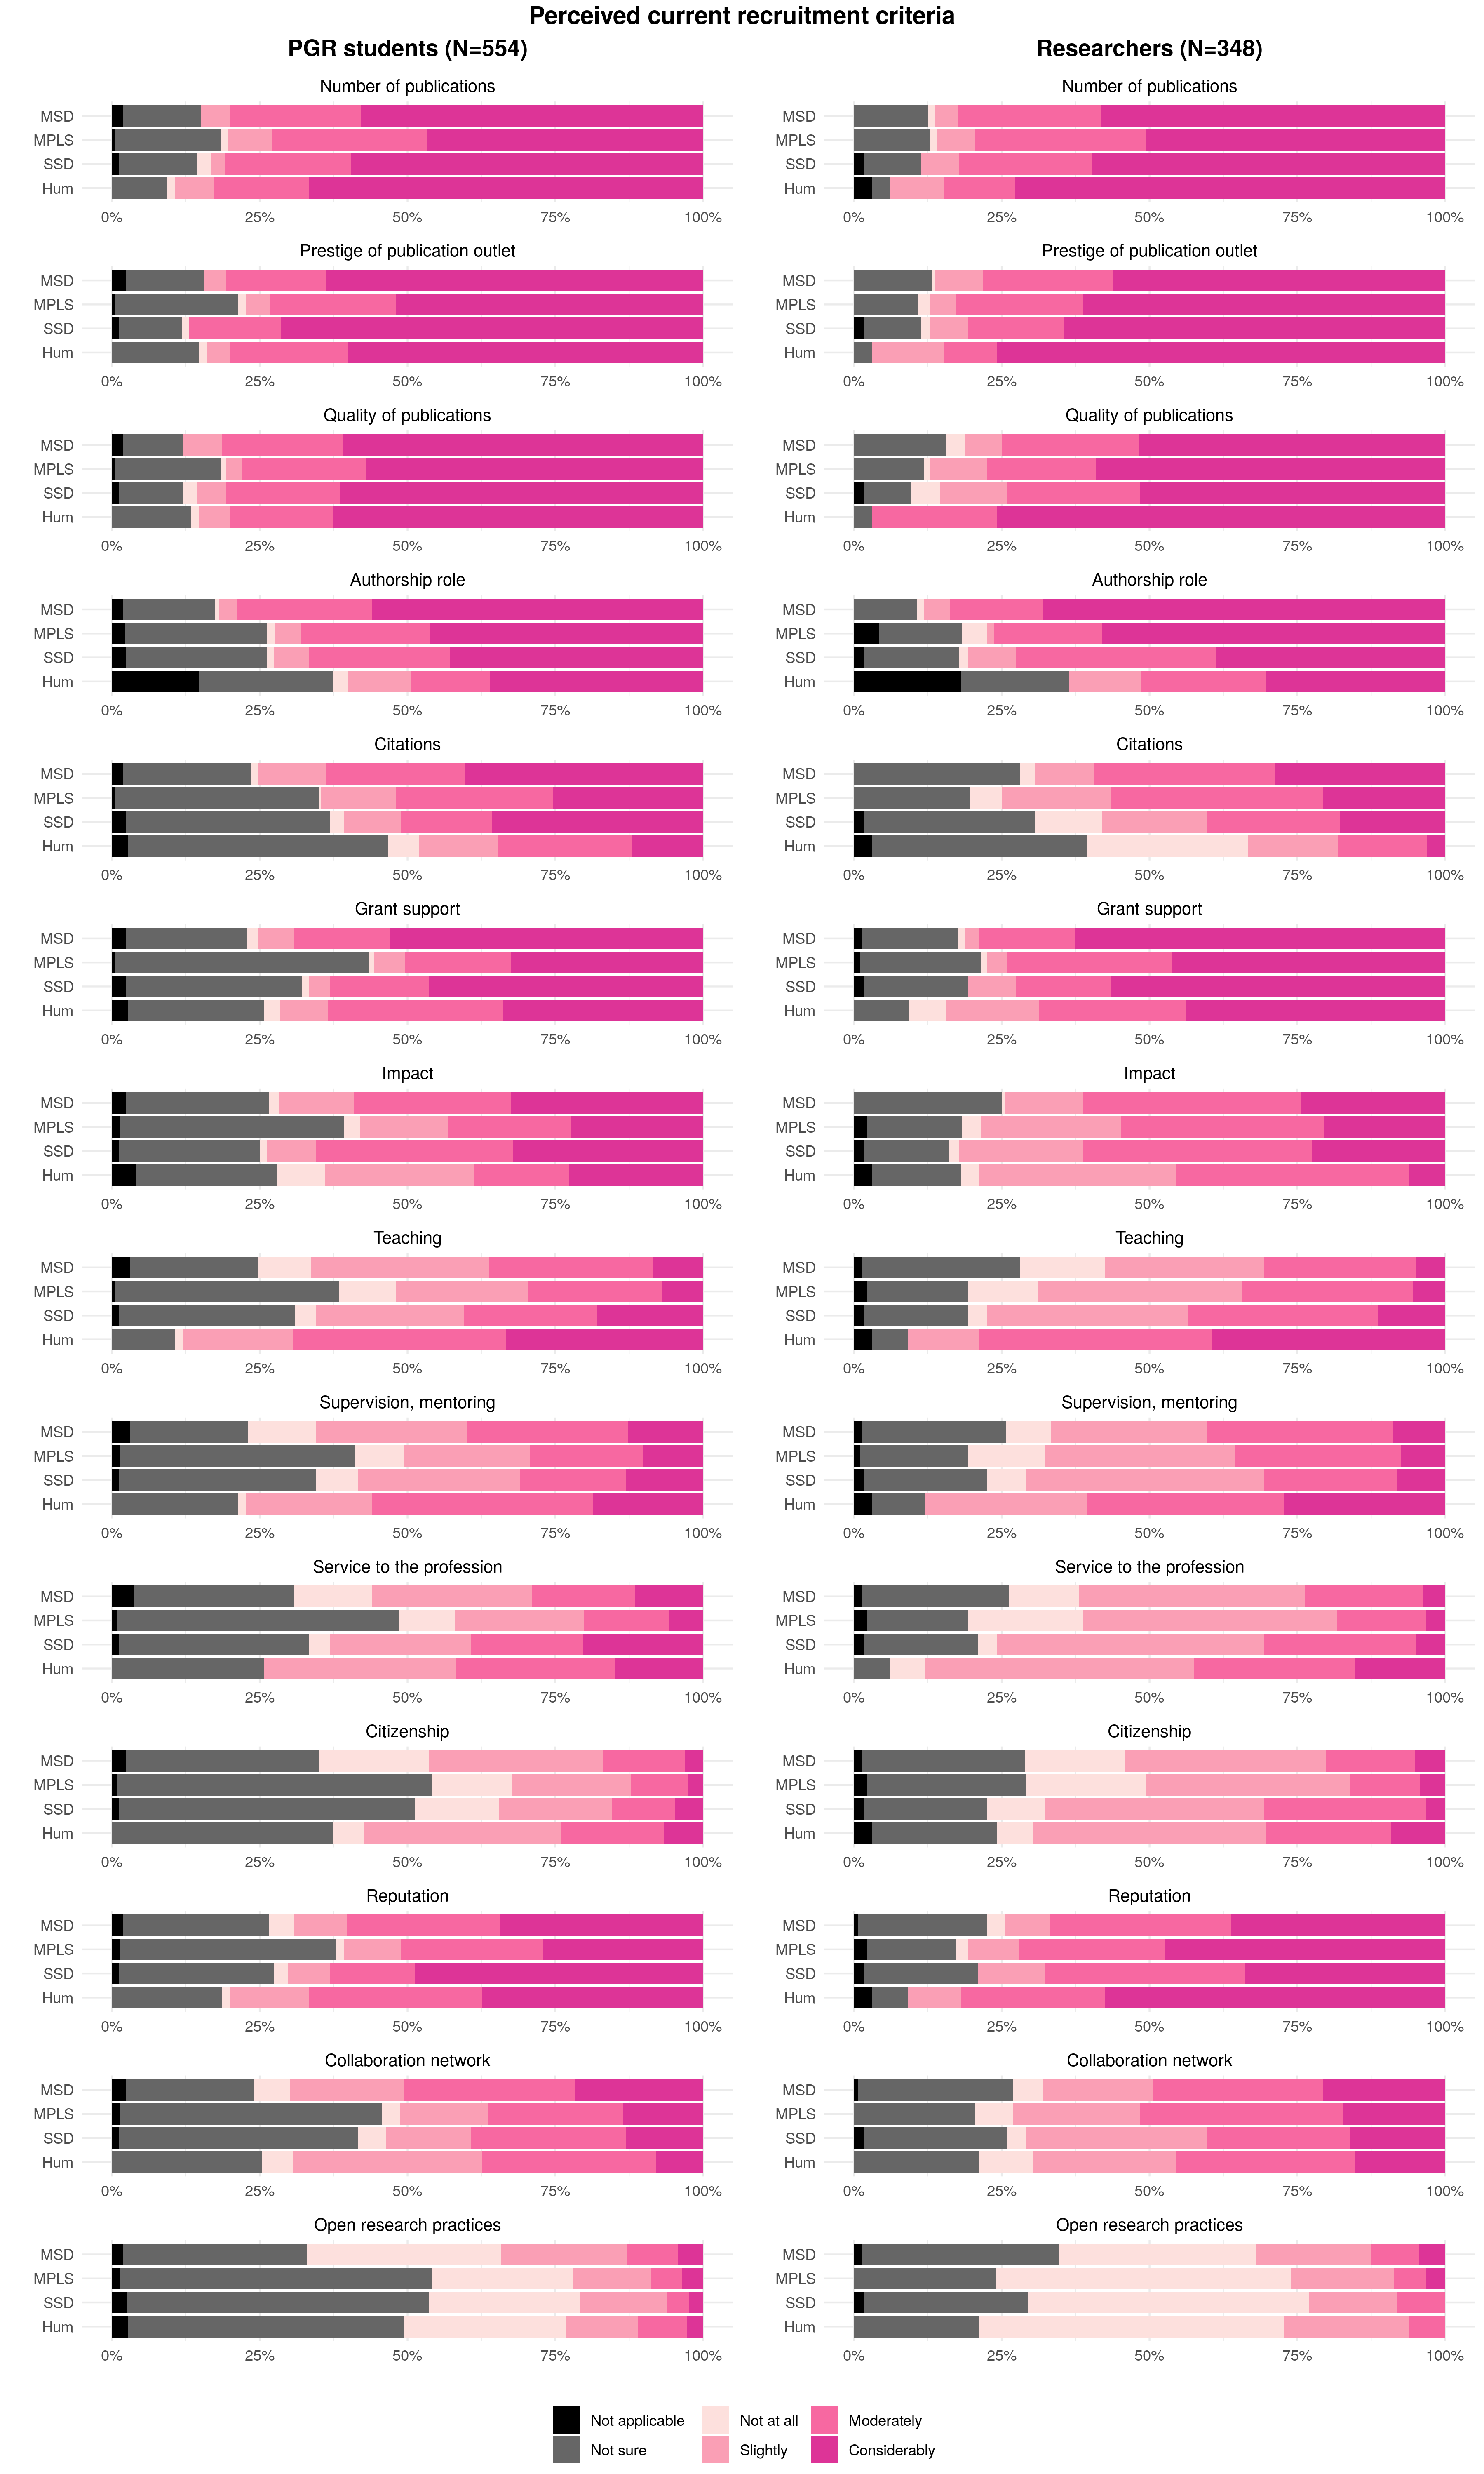 Perceived current recruitment criteria
PGR students (N=554) Researchers (N=348)
Number of publications Number of publications
MSD MSD
MPLS MPLS
SSD SSD
Hum Hum
0% 25% 50% 75% 100% 0% 25% 50% 75% 100%
Prestige of publication outlet Prestige of publication outlet
MSD MSD
MPLS MPLS
SSD SSD
Hum Hum
0% 25% 50% 75% 100% 0% 25% 50% 75% 100%
Quality of publications Quality of publications
MSD MSD
MPLS MPLS
SSD SSD
Hum Hum
0% 25% 50% 75% 100% 0% 25% 50% 75% 100%
Authorship role Authorship role
MSD MSD
MPLS MPLS
SSD SSD
Hum Hum
0% 25% 50% 75% 100% 0% 25% 50% 75% 100%
Citations Citations
MSD MSD
MPLS MPLS
SSD SSD
Hum Hum
0% 25% 50% 75% 100% 0% 25% 50% 75% 100%
Grant support Grant support
MSD MSD
MPLS MPLS
SSD SSD
Hum Hum
0% 25% 50% 75% 100% 0% 25% 50% 75% 100%
Impact Impact
MSD MSD
MPLS MPLS
SSD SSD
Hum Hum
0% 25% 50% 75% 100% 0% 25% 50% 75% 100%
Teaching Teaching
MSD MSD
MPLS MPLS
SSD SSD
Hum Hum
0% 25% 50% 75% 100% 0% 25% 50% 75% 100%
Supervision, mentoring Supervision, mentoring
MSD MSD
MPLS MPLS
SSD SSD
Hum Hum
0% 25% 50% 75% 100% 0% 25% 50% 75% 100%
Service to the profession Service to the profession
MSD MSD
MPLS MPLS
SSD SSD
Hum Hum
0% 25% 50% 75% 100% 0% 25% 50% 75% 100%
Citizenship Citizenship
MSD MSD
MPLS MPLS
SSD SSD
Hum Hum
0% 25% 50% 75% 100% 0% 25% 50% 75% 100%
Reputation Reputation
MSD MSD
MPLS MPLS
SSD SSD
Hum Hum
0% 25% 50% 75% 100% 0% 25% 50% 75% 100%
Collaboration network Collaboration network
MSD MSD
MPLS MPLS
SSD SSD
Hum Hum
0% 25% 50% 75% 100% 0% 25% 50% 75% 100%
Open research practices Open research practices
MSD MSD
MPLS MPLS
SSD SSD
Hum Hum
0% 25% 50% 75% 100% 0% 25% 50% 75% 100%
Not applicable Not at all Moderately
Not sure Slightly Considerably